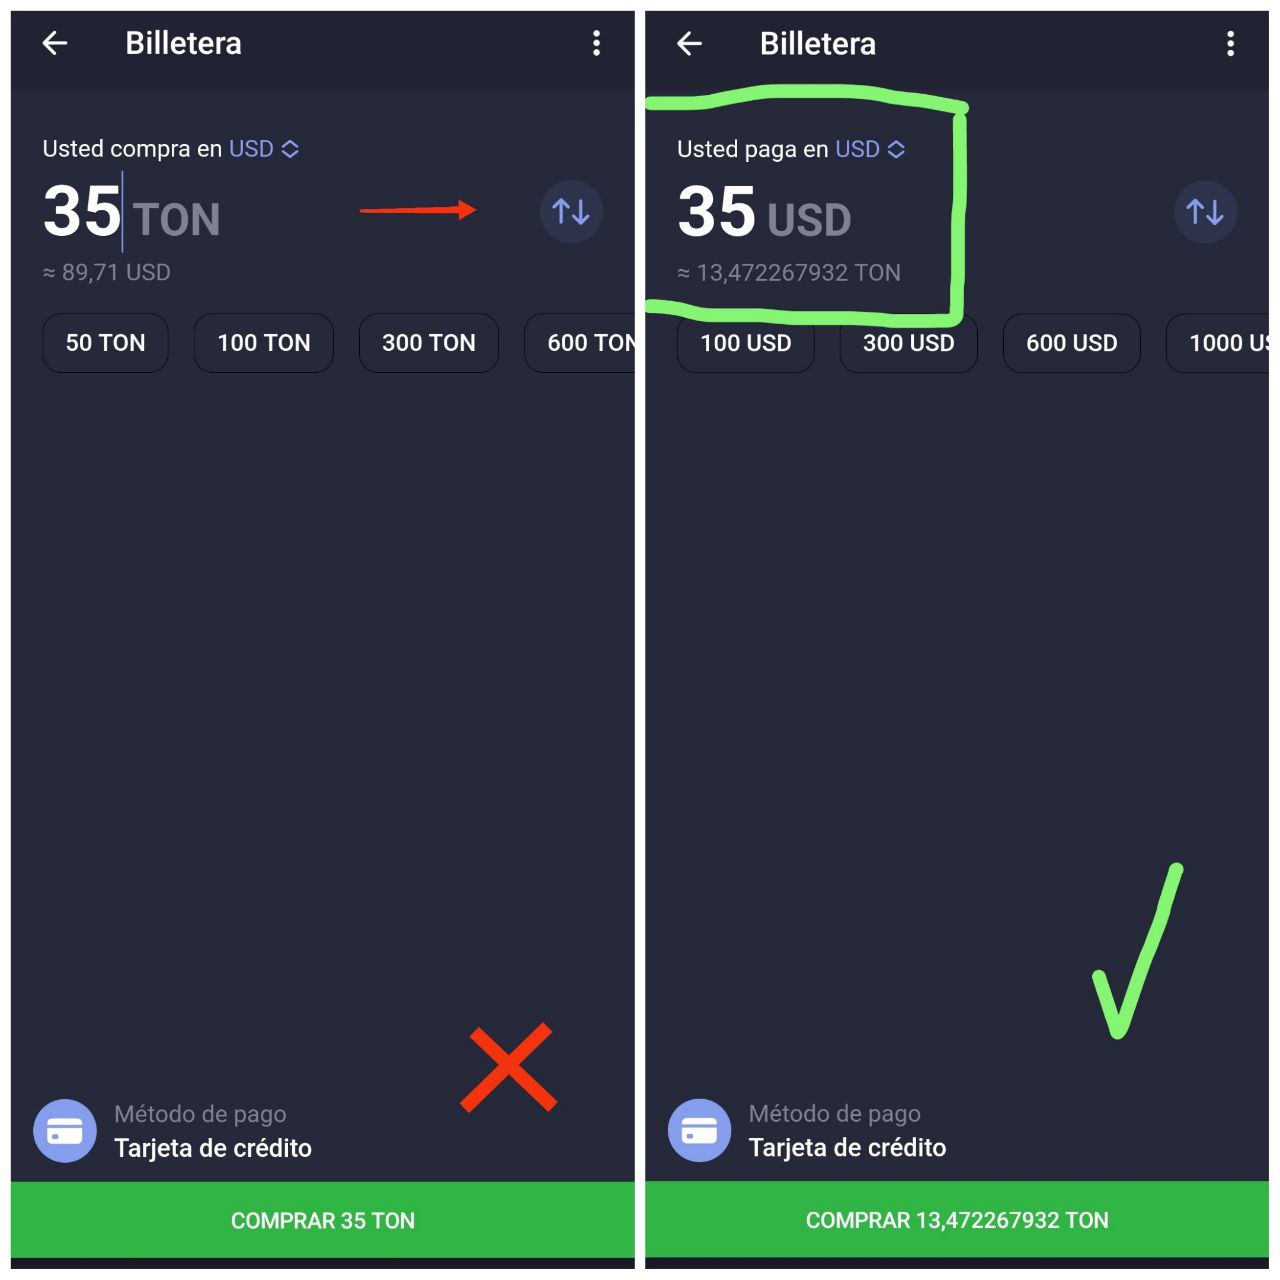 Billetera
Usted compra en USD
35 TON
≈ 89,71 USD
50 TON
100 TON
300 TON
600 TON
Método de pago
Tarjeta de crédito
COMPRAR 35 TON
Billetera
Usted paga en USD
35 USD
≈ 13,472267932 TON
100 USD
300 USD
600 USD
1000 US
Método de pago
Tarjeta de crédito
COMPRAR 13,472267932 TON